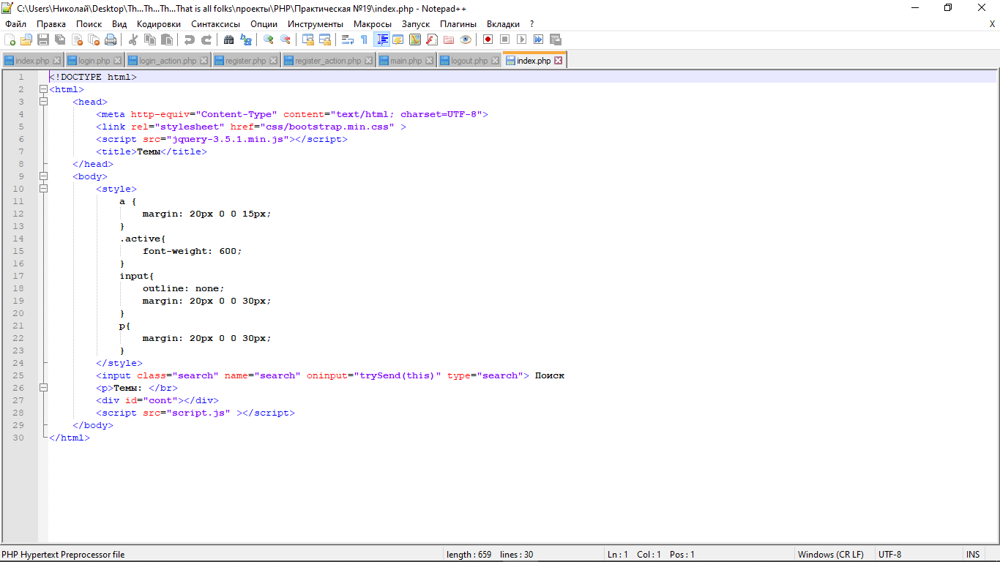 C:\Users\Николай\Desktop\Th...Th...Th...That is all folks\проекты\PHP\Практическая №19\index.php - Notepad++
Файл Правка Поиск Вид Кодировки Синтаксисы Опции Инструменты Макросы Запуск Плагины Вкладки ? X
index.php login.php login_action.php register.php register_action.php main.php logout.php index.php
1 <!DOCTYPE html>
2 <html>
3 <head>
4 <meta http-equiv="Content-Type" content="text/html; charset=UTF-8">
5 <link rel="stylesheet" href="css/bootstrap.min.css" >
6 <script src="jquery-3.5.1.min.js"></script>
7 <title>Темы</title>
8 </head>
9 <body>
10 <style>
11 a {
12 margin: 20px 0 0 15px;
13 }
14 .active{
15 font-weight: 600;
16 }
17 input{
18 outline: none;
19 margin: 20px 0 0 30px;
20 }
21 p{
22 margin: 20px 0 0 30px;
23 }
24 </style>
25 <input class="search" name="search" oninput="trySend(this)" type="search"> Поиск
26 <p>Темы: </br>
27 <div id="cont"></div>
28 <script src="script.js" ></script>
29 </body>
30 </html>
PHP Hypertext Preprocessor file length : 659 lines : 30 Ln : 1 Col : 1 Pos : 1 Windows (CR LF) UTF-8 INS